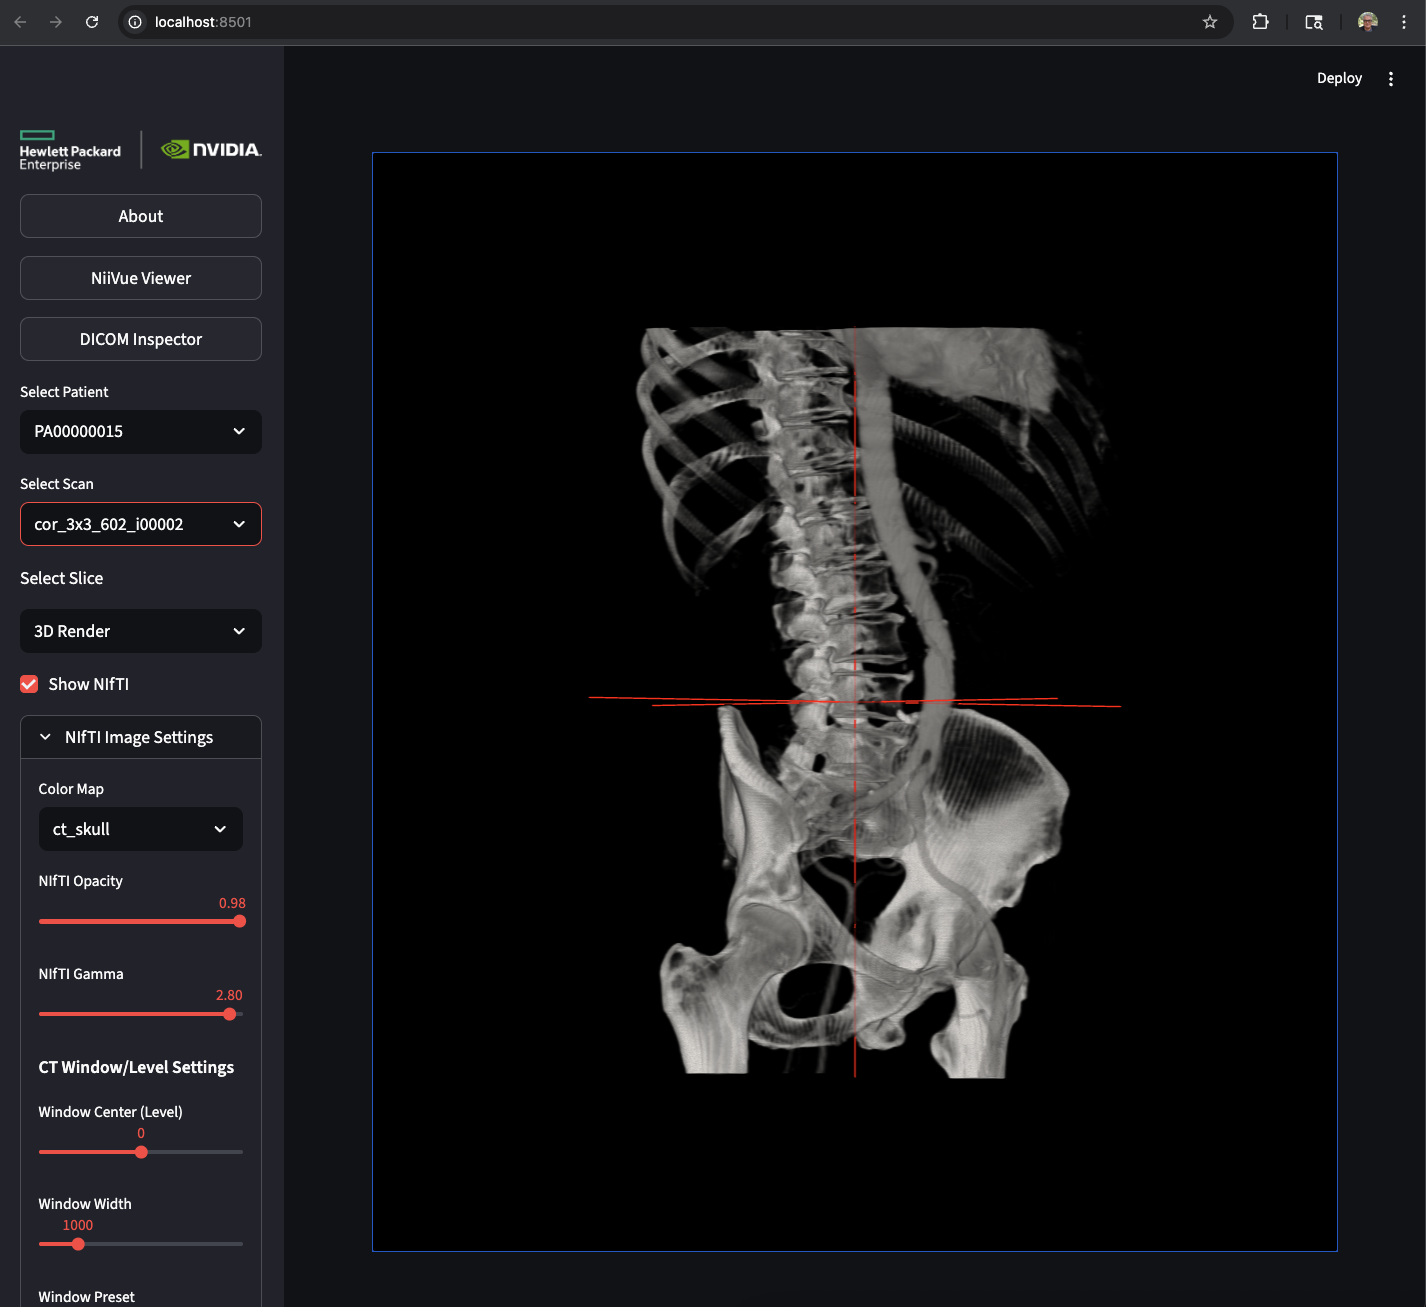 localhost:8501
Deploy
Hewlett Packard
Enterprise
NVIDIA.
About
NiiVue Viewer
DICOM Inspector
Select Patient
PA00000015
Select Scan
cor_3x3_602_i00002
Select Slice
3D Render
Show NIfTI
NIfTI Image Settings
Color Map
ct_skull
NIfTI Opacity
0.98
NIfTI Gamma
2.80
CT Window/Level Settings
Window Center (Level)
0
Window Width
1000
Window Preset